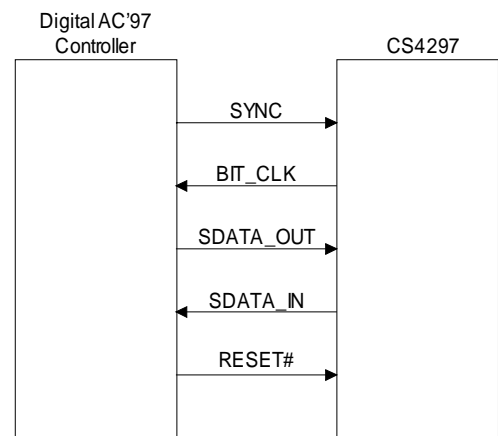 Digital AC'97
Controller
CS4297
SYNC
BIT_CLK
SDATA_OUT
SDATA_IN
RESET#